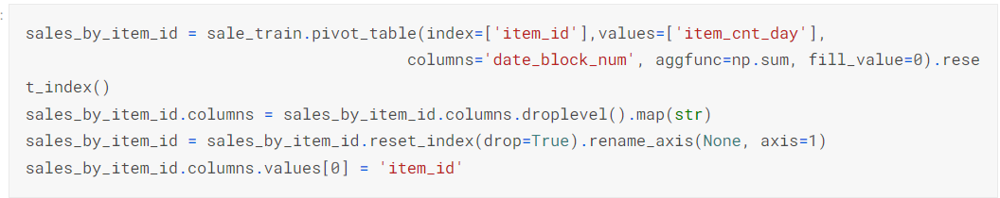 sales_by_item_id = sale_train.pivot_table(index=['item_id'],values=['item_cnt_day'],
                                        columns='date_block_num', aggfunc=np.sum, fill_value=0).rese
t_index()
sales_by_item_id.columns = sales_by_item_id.columns.droplevel().map(str)
sales_by_item_id = sales_by_item_id.reset_index(drop=True).rename_axis(None, axis=1)
sales_by_item_id.columns.values[0] = 'item_id'